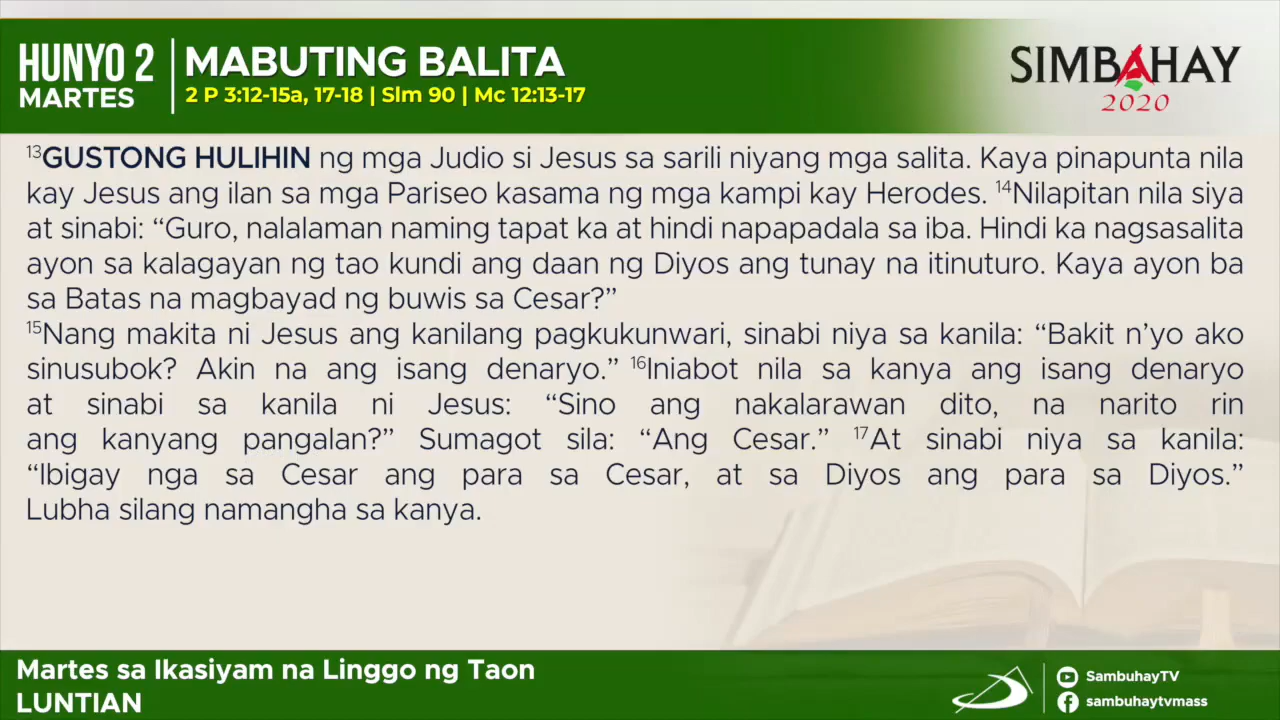 HUNYO 2
MARTES
MABUTING BALITA
2 P 3:12-15a, 17-18 | Slm 90 | Mc 12:13-17
SIMBAHAY
2020
¹³GUSTONG HULIHIN ng mga Judio si Jesus sa sarili niyang mga salita. Kaya pinapunta nila
kay Jesus ang ilan sa mga Pariseo kasama ng mga kampi kay Herodes. ¹⁴Nilapitan nila siya
at sinabi: “Guro, nalalaman naming tapat ka at hindi napapadala sa iba. Hindi ka nagsasalita
ayon sa kalagayan ng tao kundi ang daan ng Diyos ang tunay na itinuturo. Kaya ayon ba
sa Batas na magbayad ng buwis sa Cesar?”
¹⁵Nang makita ni Jesus ang kanilang pagkukunwari, sinabi niya sa kanila: “Bakit n’yo ako
sinusubok? Akin na ang isang denaryo.” ¹⁶Iniabot nila sa kanya ang isang denaryo
at sinabi sa kanila ni Jesus: “Sino ang nakalarawan dito, na narito rin
ang kanyang pangalan?” Sumagot sila: “Ang Cesar.” ¹⁷At sinabi niya sa kanila:
“Ibigay nga sa Cesar ang para sa Cesar, at sa Diyos ang para sa Diyos.”
Lubha silang namangha sa kanya.
Martes sa Ikasiyam na Linggo ng Taon
LUNTIAN
SambuhayTV
sambuhaytvmass